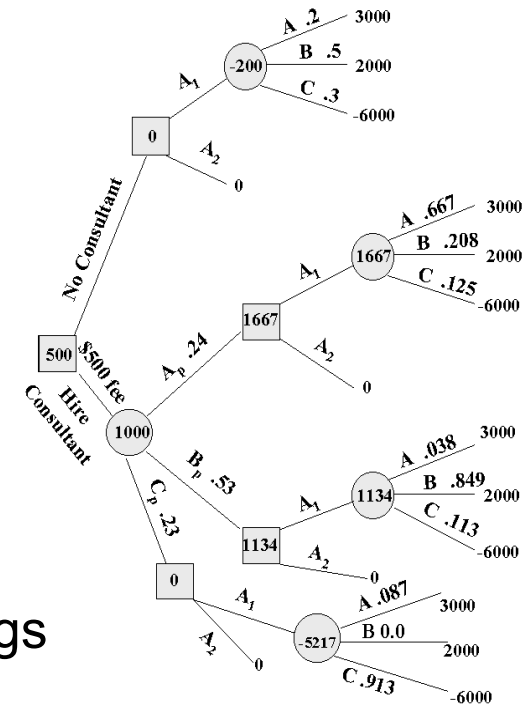 A .2 3000
B .5 2000
C .3 -6000
-200
A1
0
A2 0
No Consultant
500
$500 fee
Hire Consultant
1000
Ap .24
1667
A1
1667
A .667 3000
B .208 2000
C .125 -6000
A2 0
Bp .53
1134
A1
1134
A .038 3000
B .849 2000
C .113 -6000
A2 0
Cp .23
0
A1
-5217
A .087 3000
B 0.0 2000
C .913 -6000
A2 0
gs